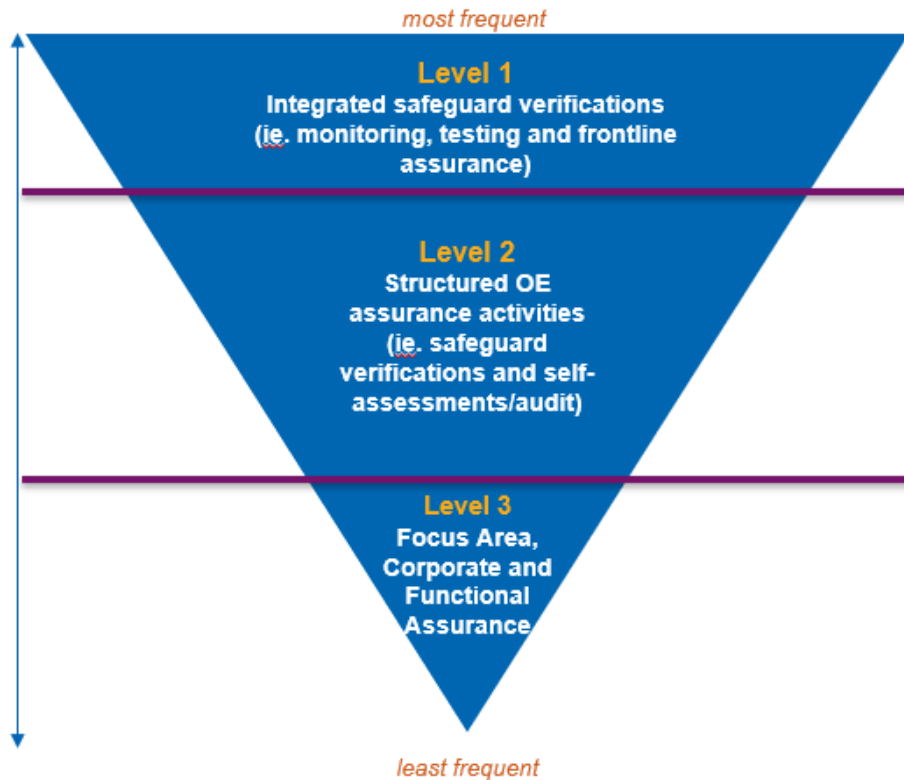 most frequent
Level 1
Integrated safeguard verifications
(ie. monitoring, testing and frontline
assurance)
Level 2
Structured OE
assurance activities
(ie. safeguard
verifications and self-
assessments/audit)
Level 3
Focus Area,
Corporate and
Functional
Assurance
least frequent